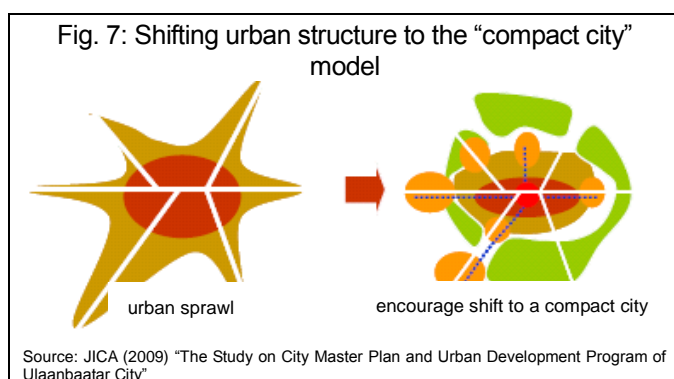 Fig. 7: Shifting urban structure to the “compact city”
model
urban sprawl
encourage shift to a compact city
Source: JICA (2009) “The Study on City Master Plan and Urban Development Program of
Ulaanbaatar City”